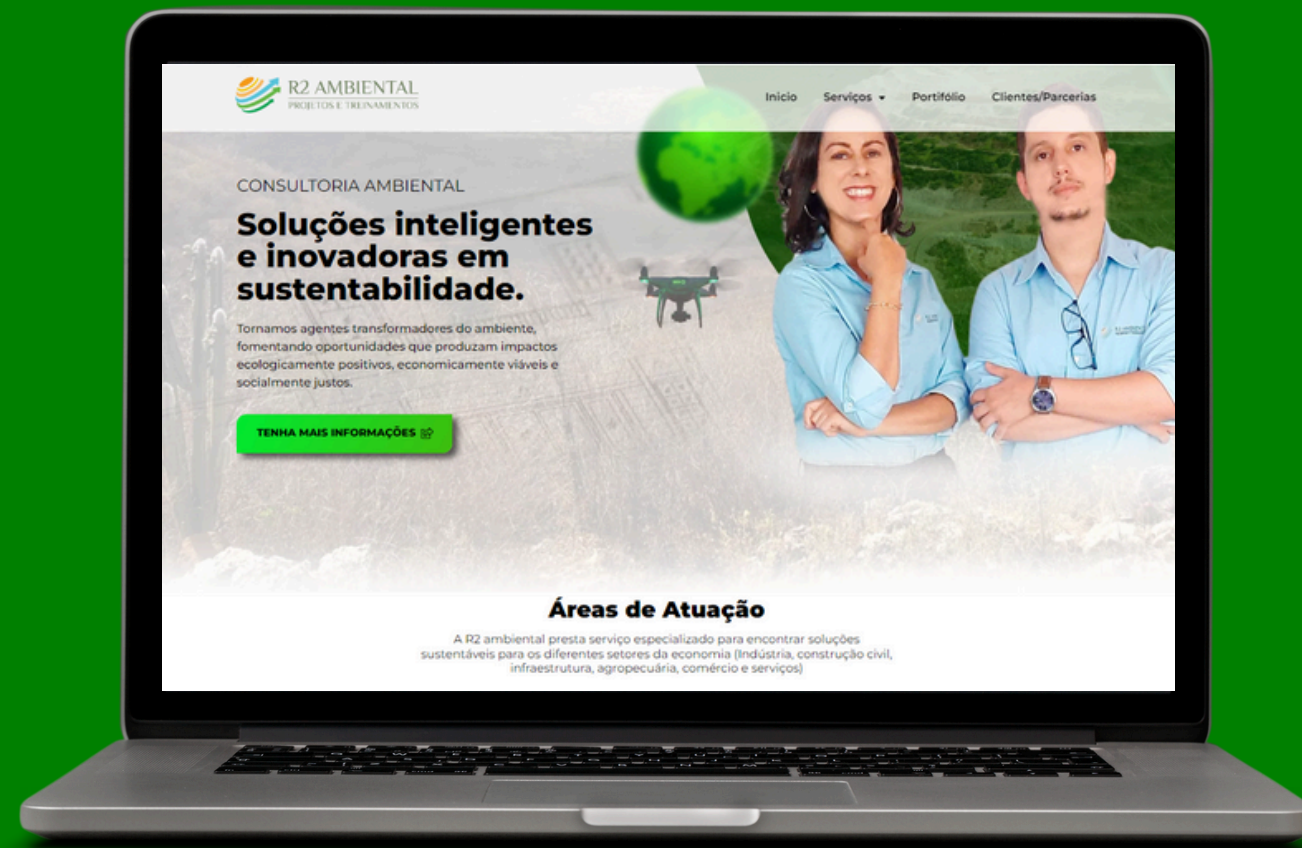 R2 AMBIENTAL
PROJETOS E TREINAMENTOS
Inicio Serviços Portifólio Clientes/Parcerias
CONSULTORIA AMBIENTAL
Soluções inteligentes
e inovadoras em
sustentabilidade.
Tornamos agentes transformadores do ambiente,
fomentando oportunidades que produzam impactos
ecologicamente positivos, economicamente viáveis e
socialmente justos.
TENHA MAIS INFORMAÇÕES
Áreas de Atuação
A R2 ambiental presta serviço especializado para encontrar soluções
sustentáveis para os diferentes setores da economia (Indústria, construção civil,
infraestrutura, agropecuária, comércio e serviços)